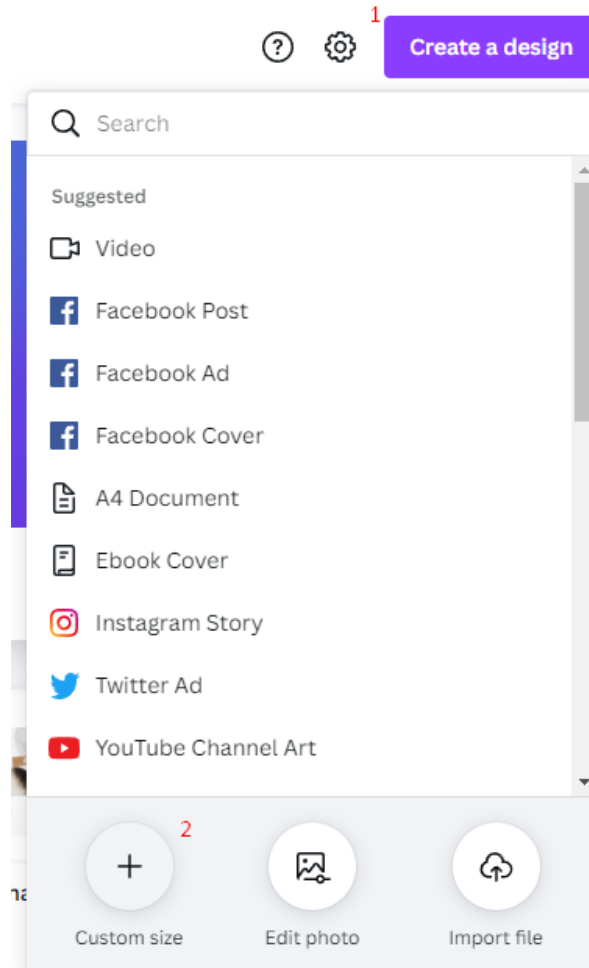 1
Create a design
Search
Suggested
Video
Facebook Post
Facebook Ad
Facebook Cover
A4 Document
Ebook Cover
Instagram Story
Twitter Ad
YouTube Channel Art
2
Custom size
Edit photo
Import file